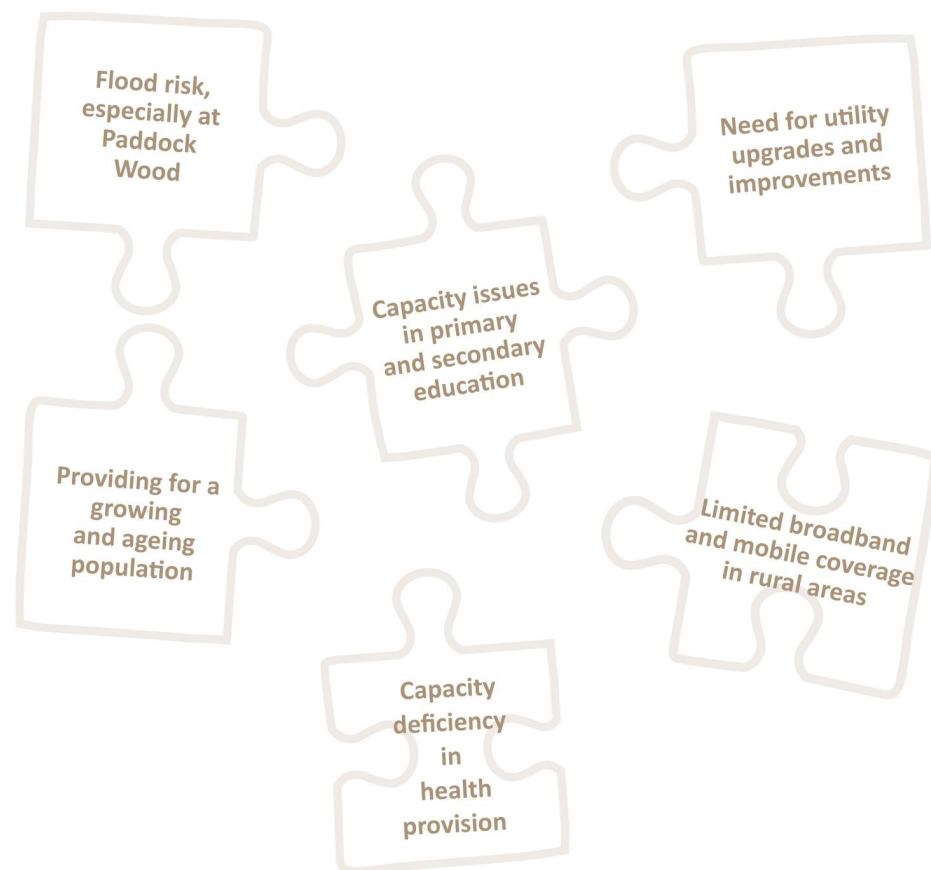 Flood risk,
especially at
Paddock
Wood
Need for utility
upgrades and
improvements
Capacity issues
in primary
and secondary
education
Providing for a
growing
and ageing
population
Limited broadband
and mobile coverage
in rural areas
Capacity
deficiency
in
health
provision